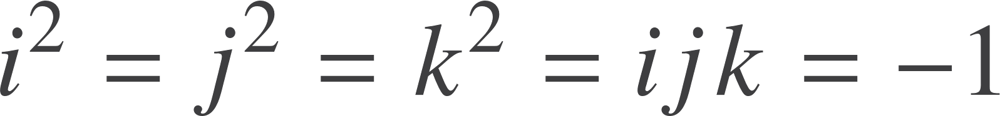 i² = j² = k² = ijk = −1